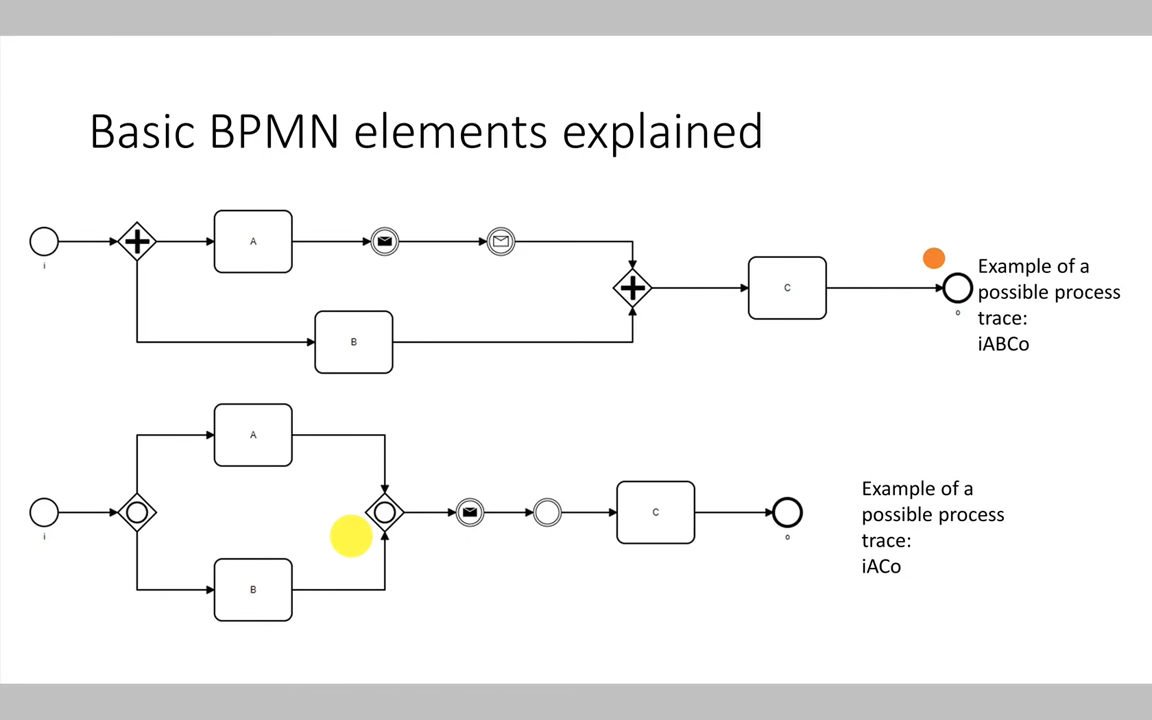 Basic BPMN elements explained
A
i
B
C
o
Example of a
possible process
trace:
iABCo
A
i
B
C
o
Example of a
possible process
trace:
iACo